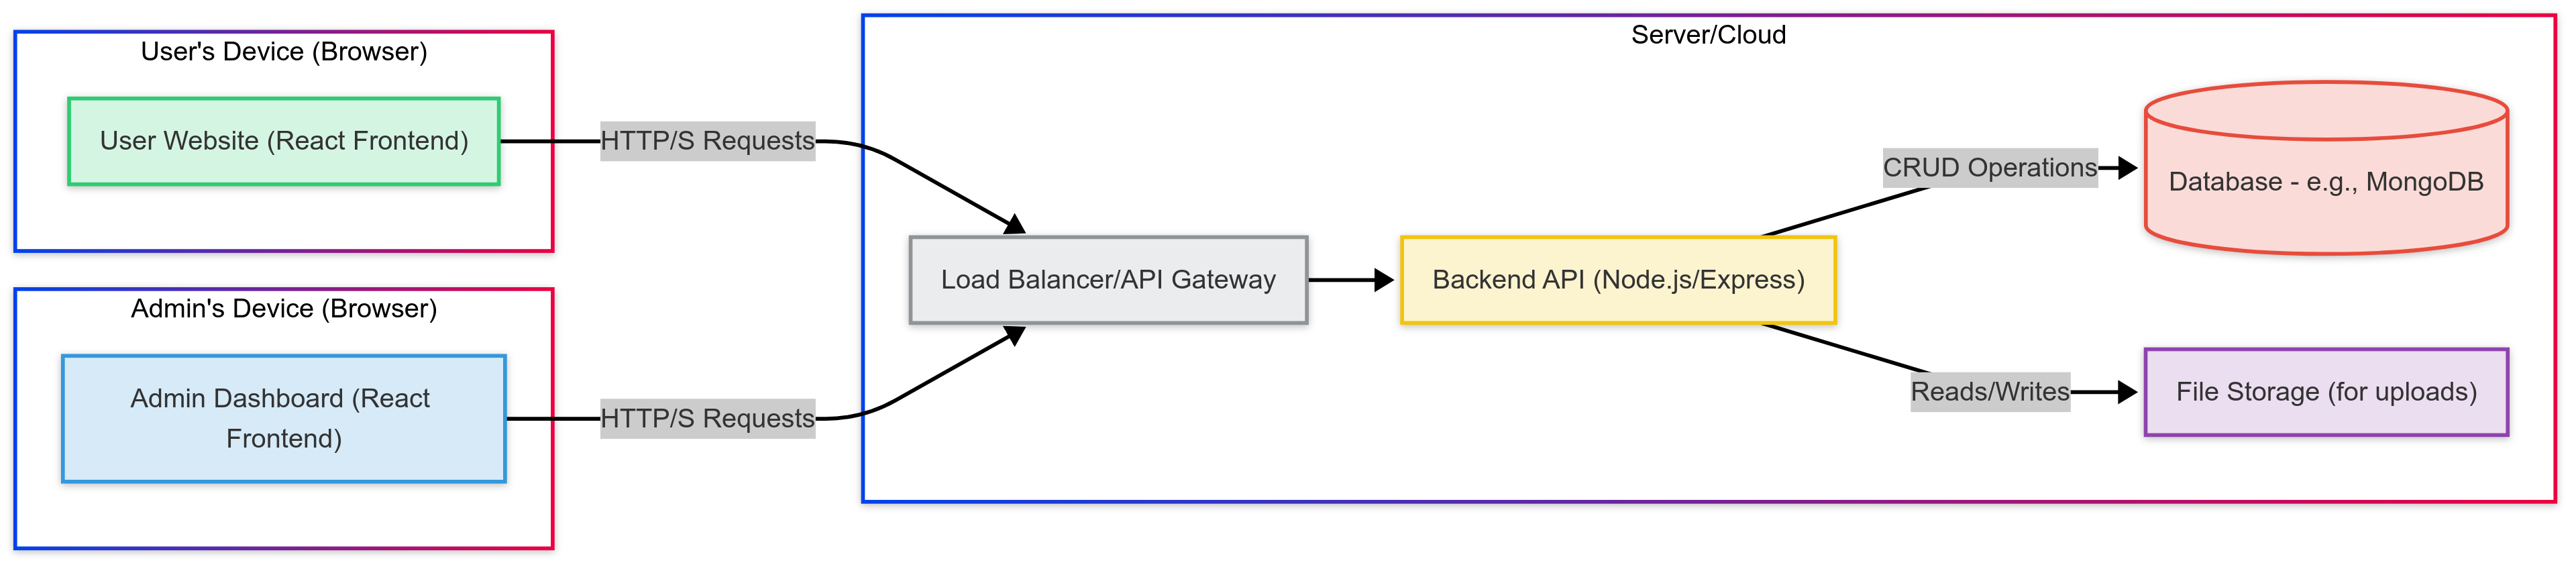 User's Device (Browser)
User Website (React Frontend)
HTTP/S Requests
Admin's Device (Browser)
Admin Dashboard (React
Frontend)
HTTP/S Requests
Server/Cloud
Load Balancer/API Gateway
Backend API (Node.js/Express)
CRUD Operations
Database - e.g., MongoDB
Reads/Writes
File Storage (for uploads)